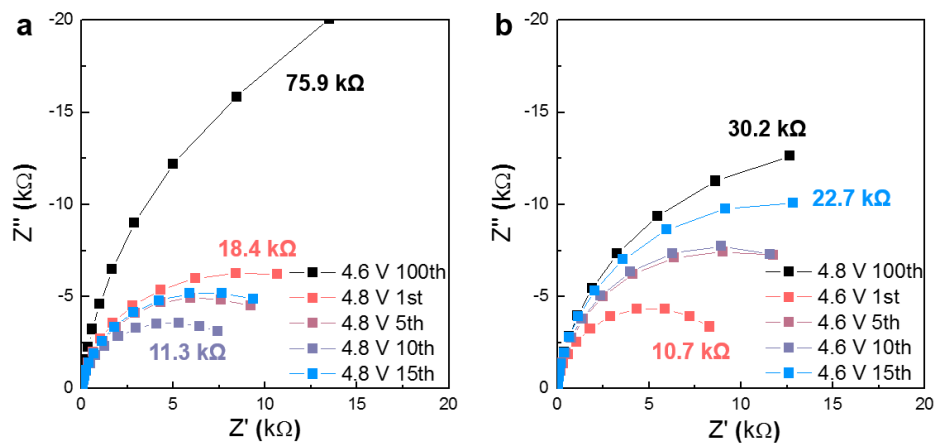 a
-20
-15
-10
-5
0
0
5
10
15
20
Z'' (kΩ)
Z' (kΩ)
75.9 kΩ
18.4 kΩ
11.3 kΩ
4.6 V 100th
4.8 V 1st
4.8 V 5th
4.8 V 10th
4.8 V 15th
b
-20
-15
-10
-5
0
0
5
10
15
20
Z'' (kΩ)
Z' (kΩ)
30.2 kΩ
22.7 kΩ
10.7 kΩ
4.8 V 100th
4.6 V 1st
4.6 V 5th
4.6 V 10th
4.6 V 15th